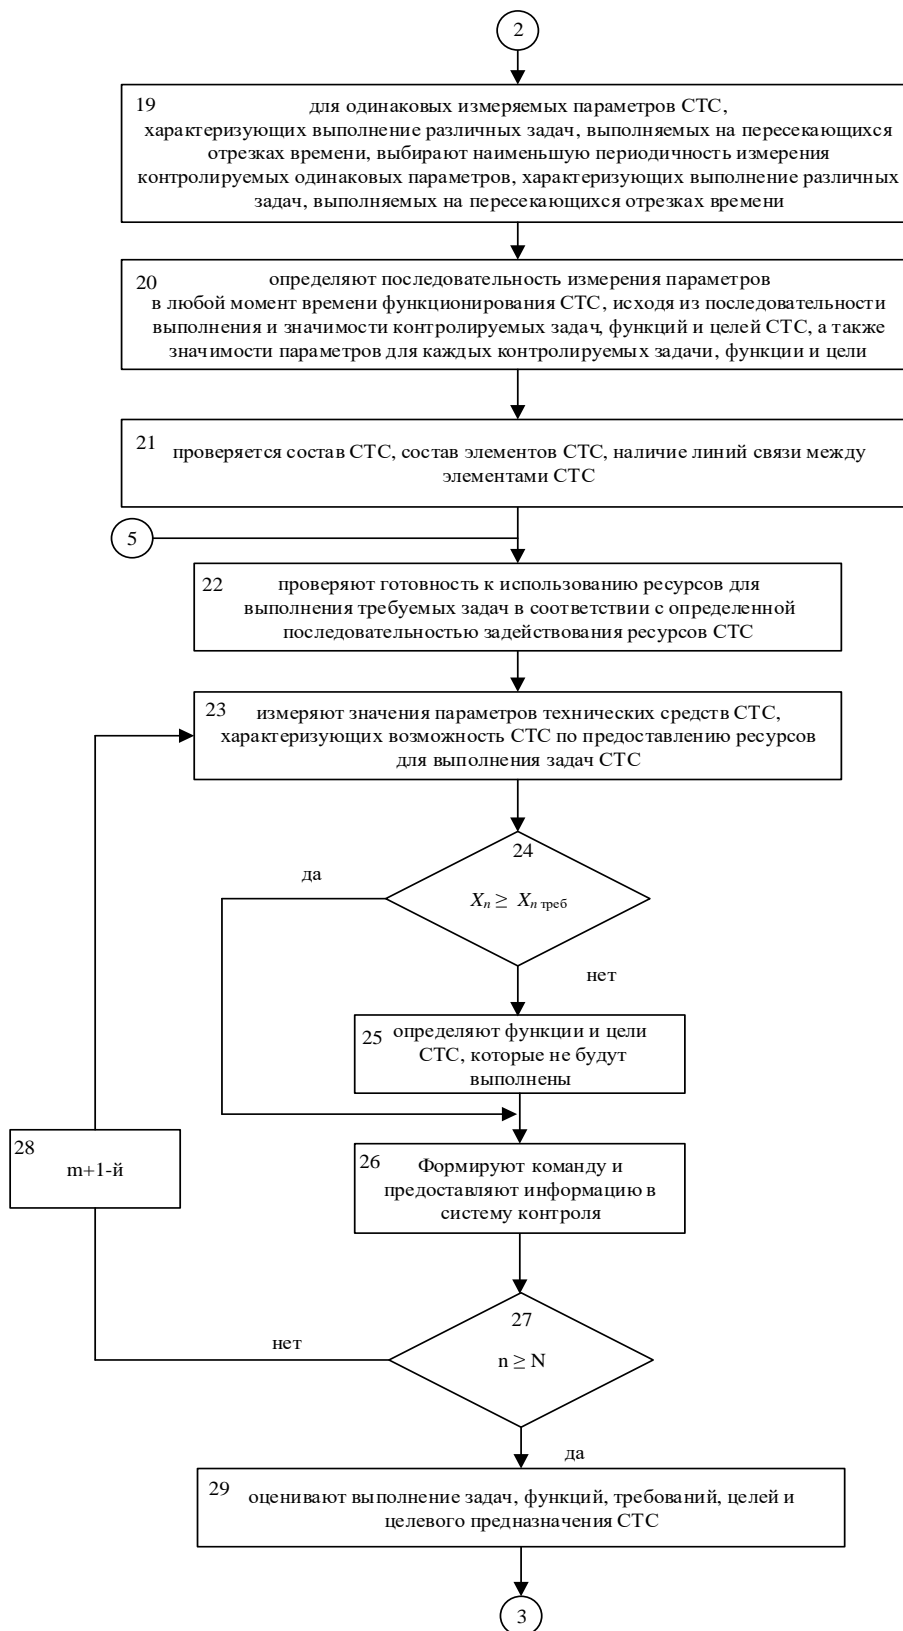 2
19
для одинаковых измеряемых параметров СТС,
характеризующих выполнение различных задач, выполняемых на пересекающихся
отрезках времени, выбирают наименьшую периодичность измерения
контролируемых одинаковых параметров, характеризующих выполнение различных
задач, выполняемых на пересекающихся отрезках времени
20
определяют последовательность измерения параметров
в любой момент времени функционирования СТС, исходя из последовательности
выполнения и значимости контролируемых задач, функций и целей СТС, а также
значимости параметров для каждых контролируемых задачи, функции и цели
21
проверяется состав СТС, состав элементов СТС, наличие линий связи между
элементами СТС
5
22
проверяют готовность к использованию ресурсов для
выполнения требуемых задач в соответствии с определенной
последовательностью задействования ресурсов СТС
23
измеряют значения параметров технических средств СТС,
характеризующих возможность СТС по предоставлению ресурсов
для выполнения задач СТС
24
да
Xn ≥ Xn треб
нет
25
определяют функции и цели
СТС, которые не будут
выполнены
28
m+1-й
26
Формируют команду и
предоставляют информацию в
систему контроля
27
нет
n ≥ N
да
29
оценивают выполнение задач, функций, требований, целей и
целевого предназначения СТС
3